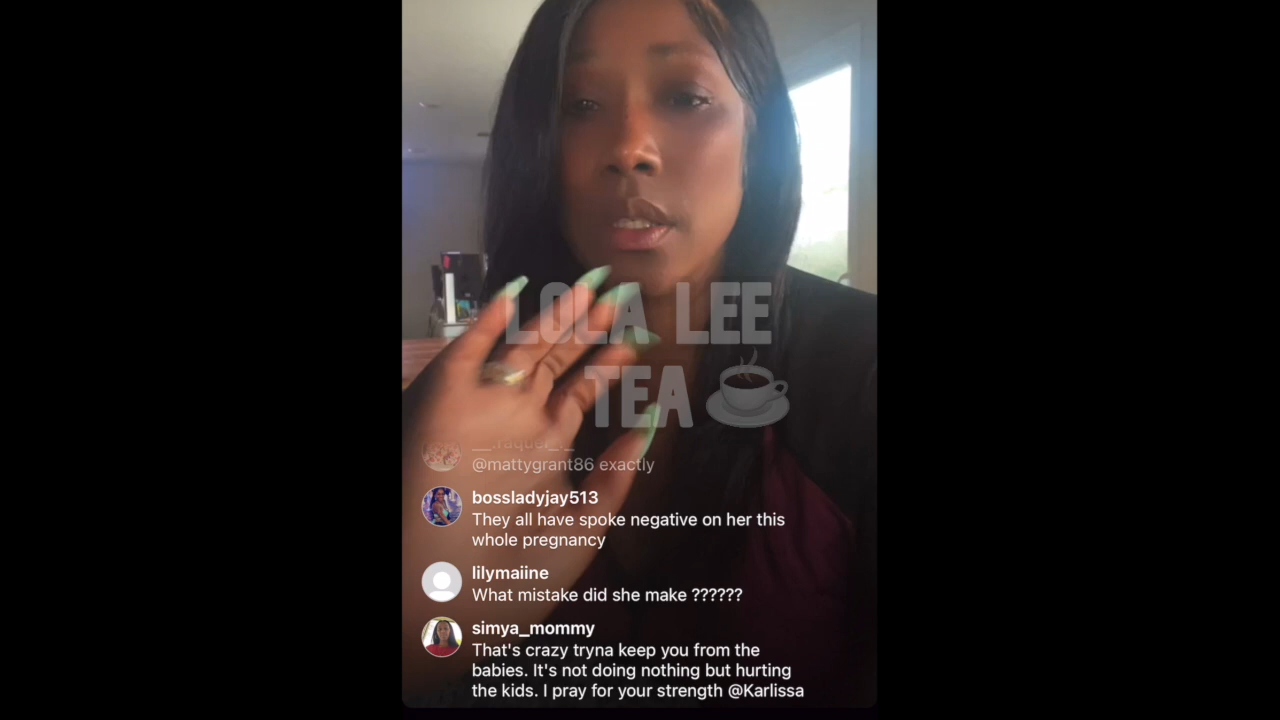 LOLA LEE
TEA
__.raquel_._
@mattygrant86 exactly
bossladyjay513
They all have spoke negative on her this
whole pregnancy
lilymaiine
What mistake did she make ??????
simya_mommy
That's crazy tryna keep you from the
babies. It's not doing nothing but hurting
the kids. I pray for your strength @Karlissa